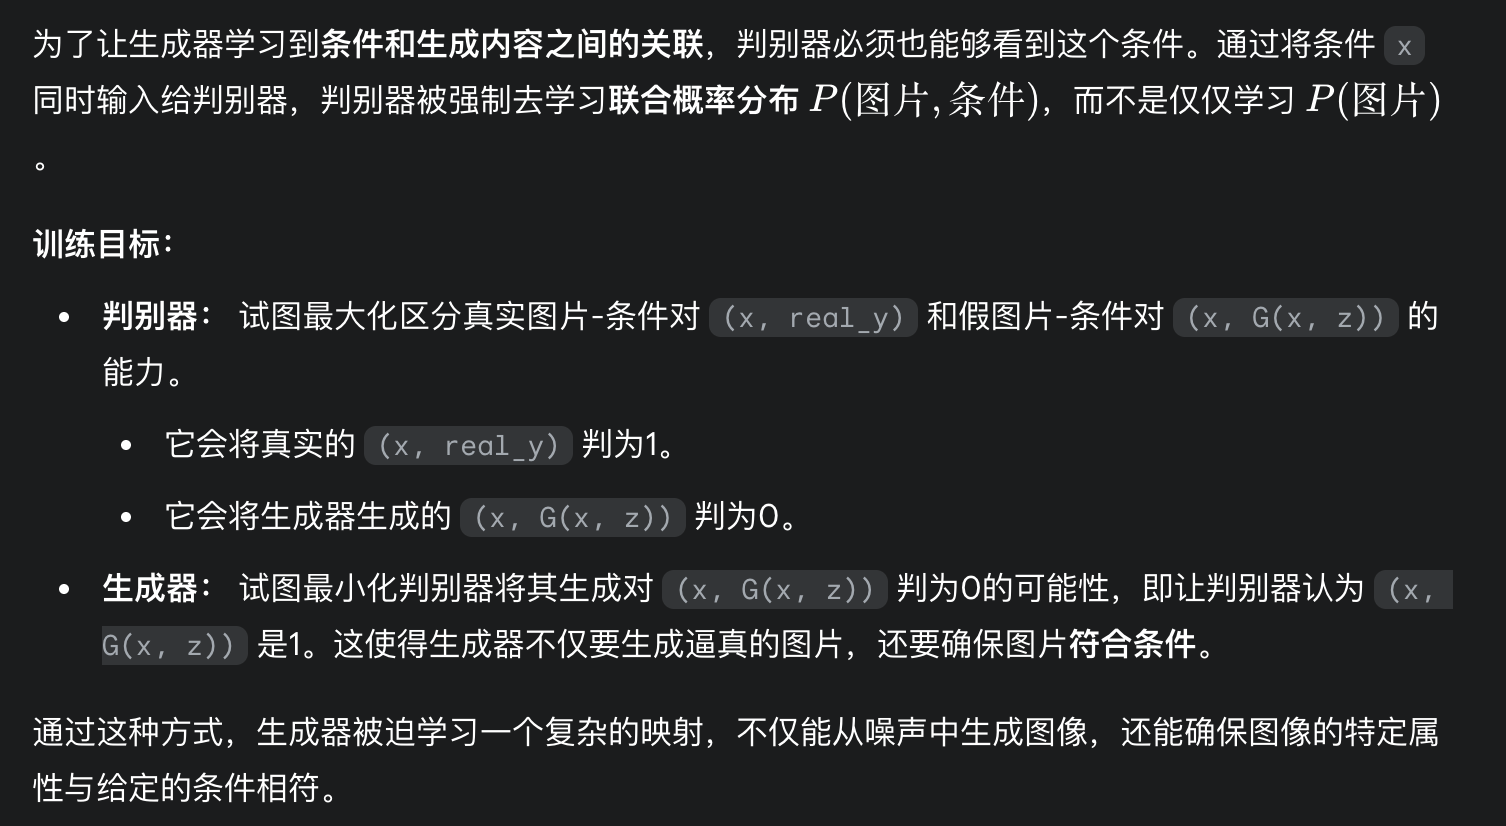 为了让生成器学习到条件和生成内容之间的关联，判别器必须也能够看到这个条件。通过将条件 x
同时输入给判别器，判别器被强制去学习联合概率分布 P(图片,条件)，而不是仅仅学习 P(图片)
。
训练目标：
• 判别器： 试图最大化区分真实图片-条件对 (x, real_y) 和假图片-条件对 (x, G(x, z)) 的
能力。
• 它会将真实的 (x, real_y) 判为1。
• 它会将生成器生成的 (x, G(x, z)) 判为0。
• 生成器： 试图最小化判别器将其生成对 (x, G(x, z)) 判为0的可能性，即让判别器认为 (x,
G(x, z)) 是1。这使得生成器不仅要生成逼真的图片，还要确保图片符合条件。
通过这种方式，生成器被迫学习一个复杂的映射，不仅能从噪声中生成图像，还能确保图像的特定属
性与给定的条件相符。